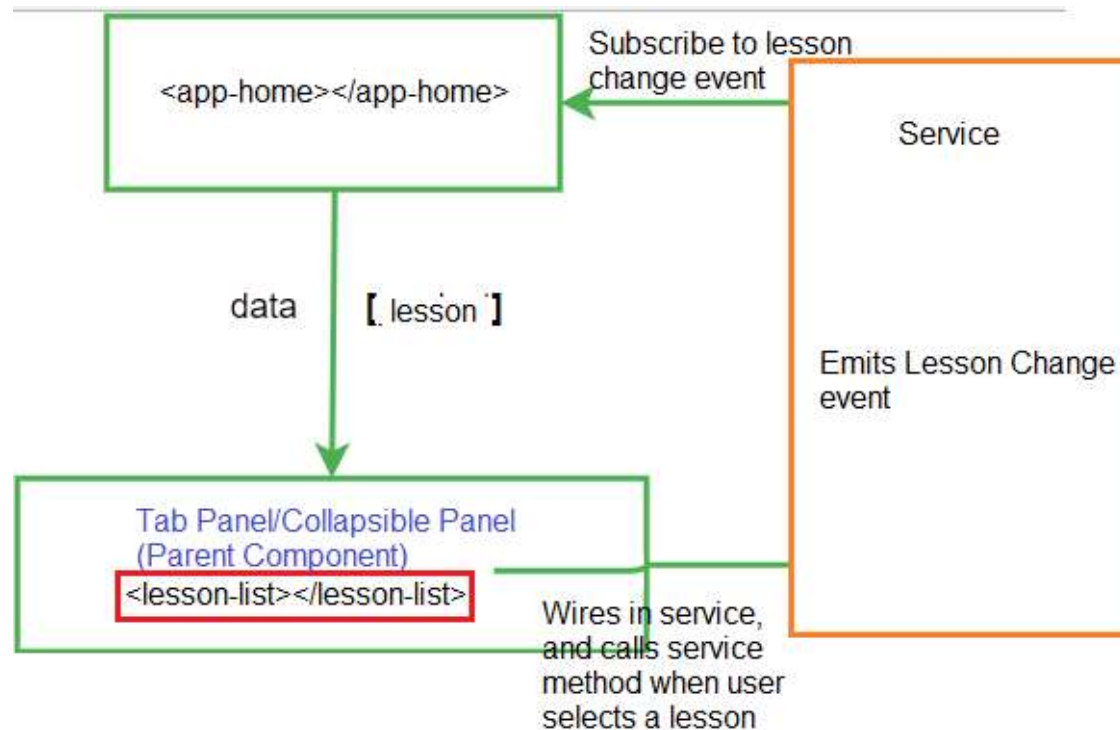 Subscribe to lesson
change event
<app-home></app-home>
Service
data
[ lesson ]
Emits Lesson Change
event
Tab Panel/Collapsible Panel
(Parent Component)
<lesson-list></lesson-list>
Wires in service,
and calls service
method when user
selects a lesson